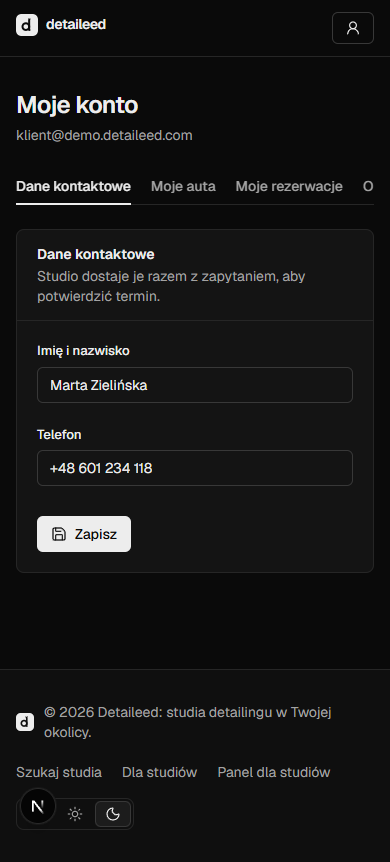 d detaileed
Moje konto
klient@demo.detaileed.com
Dane kontaktowe Moje auta Moje rezerwacje O
Dane kontaktowe
Studio dostaje je razem z zapytaniem, aby
potwierdzić termin.
Imię i nazwisko
Marta Zielińska
Telefon
+48 601 234 118
Zapisz
d © 2026 Detaileed: studia detailingu w Twojej
okolicy.
Szukaj studia Dla studiów Panel dla studiów
N